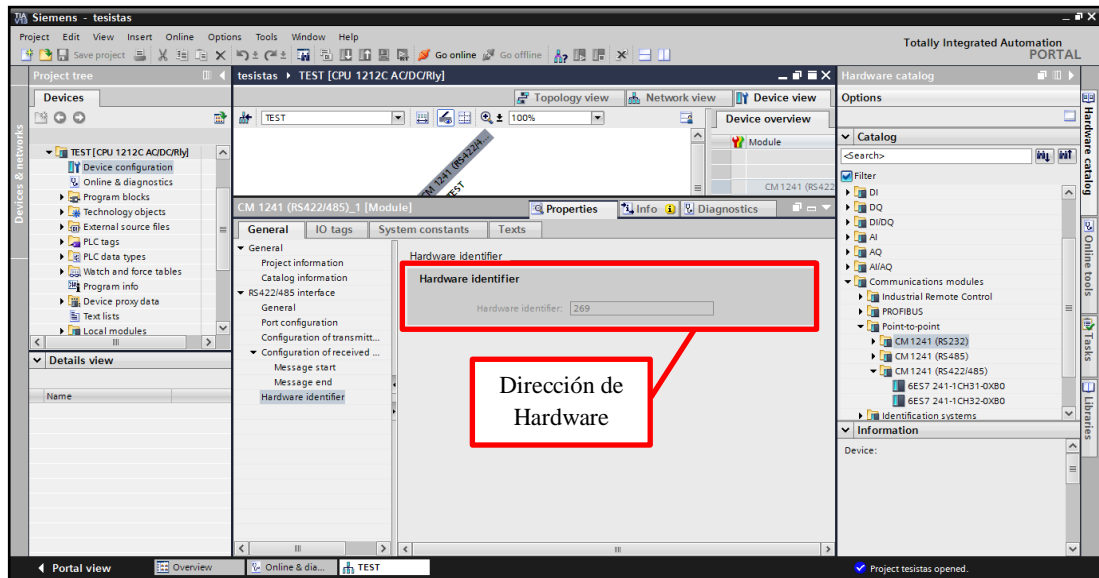 Siemens - tesistas
Project Edit View Insert Online Options Tools Window Help
Totally Integrated Automation
PORTAL
Save project
Go online
Go offline
Project tree
Devices
TEST [CPU 1212C AC/DC/Rly]
Device configuration
Online & diagnostics
Program blocks
Technology objects
External source files
PLC tags
PLC data types
Watch and force tables
Program info
Device proxy data
Text lists
Local modules
Details view
Name
Devices & networks
tesistas TEST [CPU 1212C AC/DC/Rly]
Topology view
Network view
Device view
TEST
100%
Device overview
Module
CM 1241 (RS422
CM 1241 (RS422/4...
TEST
CM 1241 (RS422/485)_1 [Module]
Properties
Info
Diagnostics
General
IO tags
System constants
Texts
General
Project information
Catalog information
RS422/485 interface
General
Port configuration
Configuration of transmitt...
Configuration of received ...
Message start
Message end
Hardware identifier
Hardware identifier
Hardware identifier
Hardware identifier: 269
Dirección de
Hardware
Hardware catalog
Options
Catalog
<Search>
Filter
DI
DQ
DI/DQ
AI
AQ
AI/AQ
Communications modules
Industrial Remote Control
PROFIBUS
Point-to-point
CM 1241 (RS232)
CM 1241 (RS485)
CM 1241 (RS422/485)
6ES7 241-1CH31-0XB0
6ES7 241-1CH32-0XB0
Identification systems
Information
Device:
Hardware catalog
Online tools
Tasks
Libraries
Portal view
Overview
Online & dia...
TEST
Project tesistas opened.